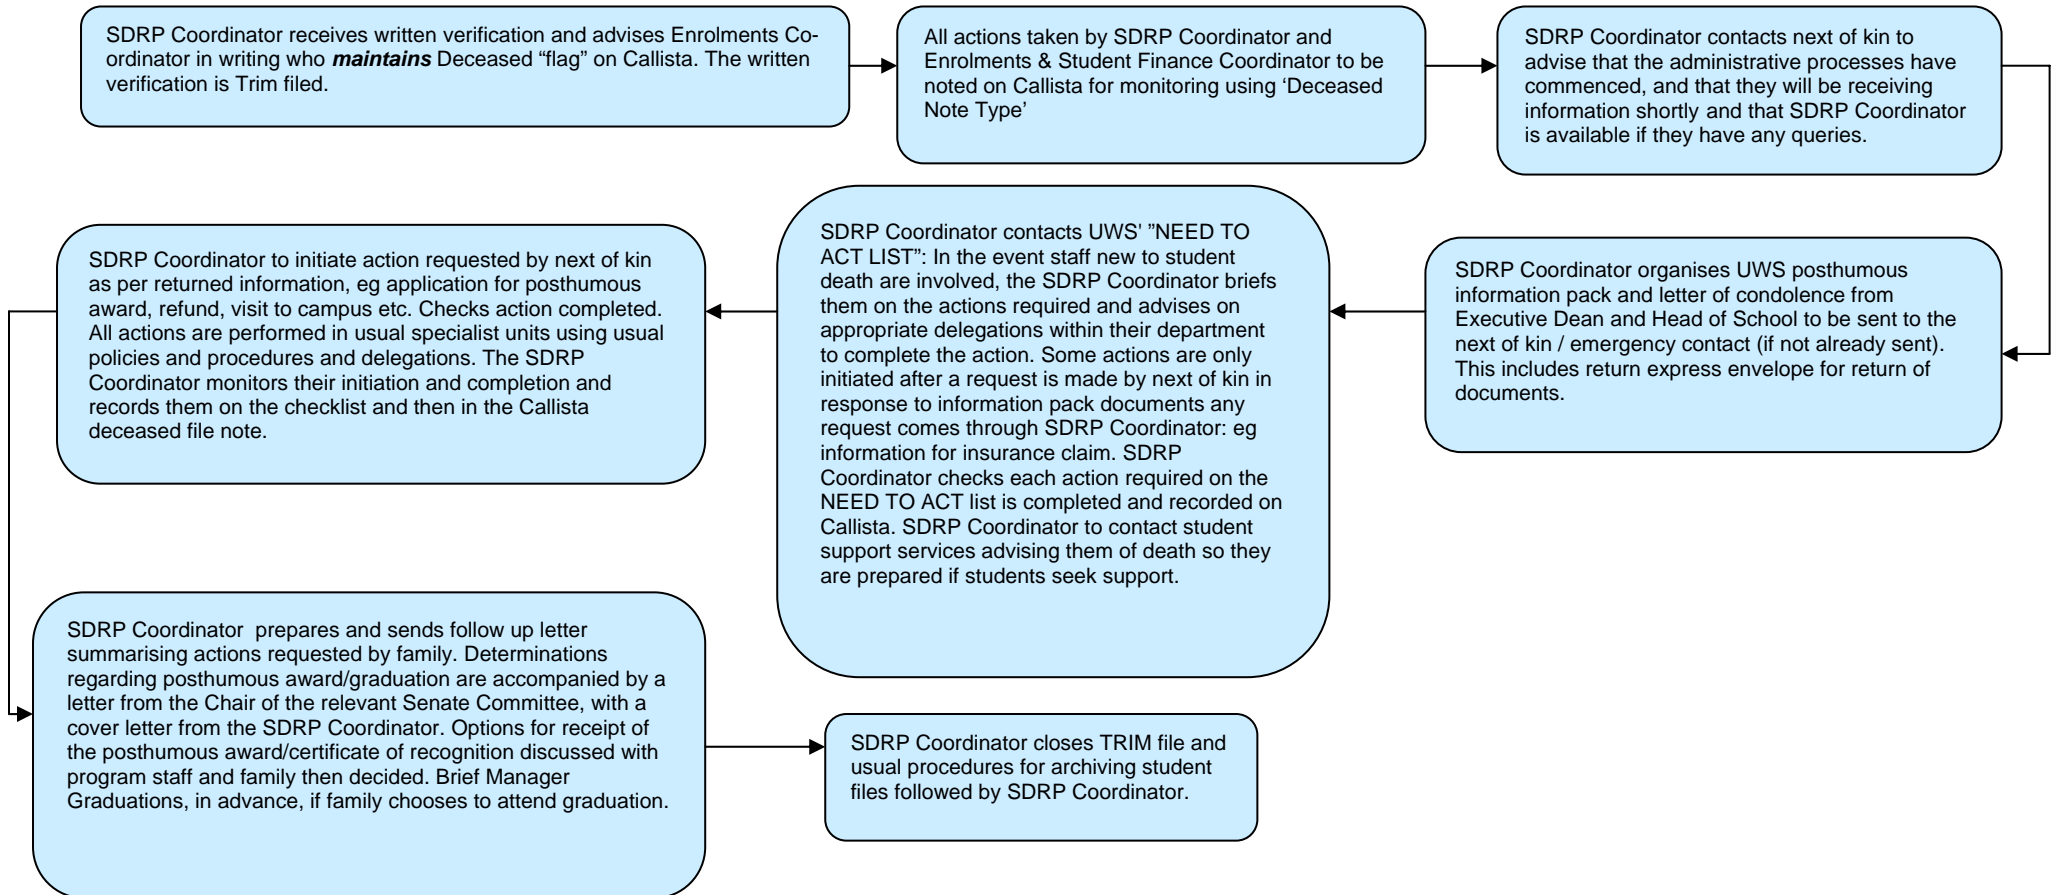 SDRP Coordinator receives written verification and advises Enrolments Co-
ordinator in writing who maintains Deceased “flag” on Callista. The written
verification is Trim filed.
All actions taken by SDRP Coordinator and
Enrolments & Student Finance Coordinator to be
noted on Callista for monitoring using ‘Deceased
Note Type’
SDRP Coordinator contacts next of kin to
advise that the administrative processes have
commenced, and that they will be receiving
information shortly and that SDRP Coordinator
is available if they have any queries.
SDRP Coordinator organises UWS posthumous
information pack and letter of condolence from
Executive Dean and Head of School to be sent to the
next of kin / emergency contact (if not already sent).
This includes return express envelope for return of
documents.
SDRP Coordinator contacts UWS' ”NEED TO
ACT LIST”: In the event staff new to student
death are involved, the SDRP Coordinator briefs
them on the actions required and advises on
appropriate delegations within their department
to complete the action. Some actions are only
initiated after a request is made by next of kin in
response to information pack documents any
request comes through SDRP Coordinator: eg
information for insurance claim. SDRP
Coordinator checks each action required on the
NEED TO ACT list is completed and recorded on
Callista. SDRP Coordinator to contact student
support services advising them of death so they
are prepared if students seek support.
SDRP Coordinator to initiate action requested by next of kin
as per returned information, eg application for posthumous
award, refund, visit to campus etc. Checks action completed.
All actions are performed in usual specialist units using usual
policies and procedures and delegations. The SDRP
Coordinator monitors their initiation and completion and
records them on the checklist and then in the Callista
deceased file note.
SDRP Coordinator prepares and sends follow up letter
summarising actions requested by family. Determinations
regarding posthumous award/graduation are accompanied by a
letter from the Chair of the relevant Senate Committee, with a
cover letter from the SDRP Coordinator. Options for receipt of
the posthumous award/certificate of recognition discussed with
program staff and family then decided. Brief Manager
Graduations, in advance, if family chooses to attend graduation.
SDRP Coordinator closes TRIM file and
usual procedures for archiving student
files followed by SDRP Coordinator.